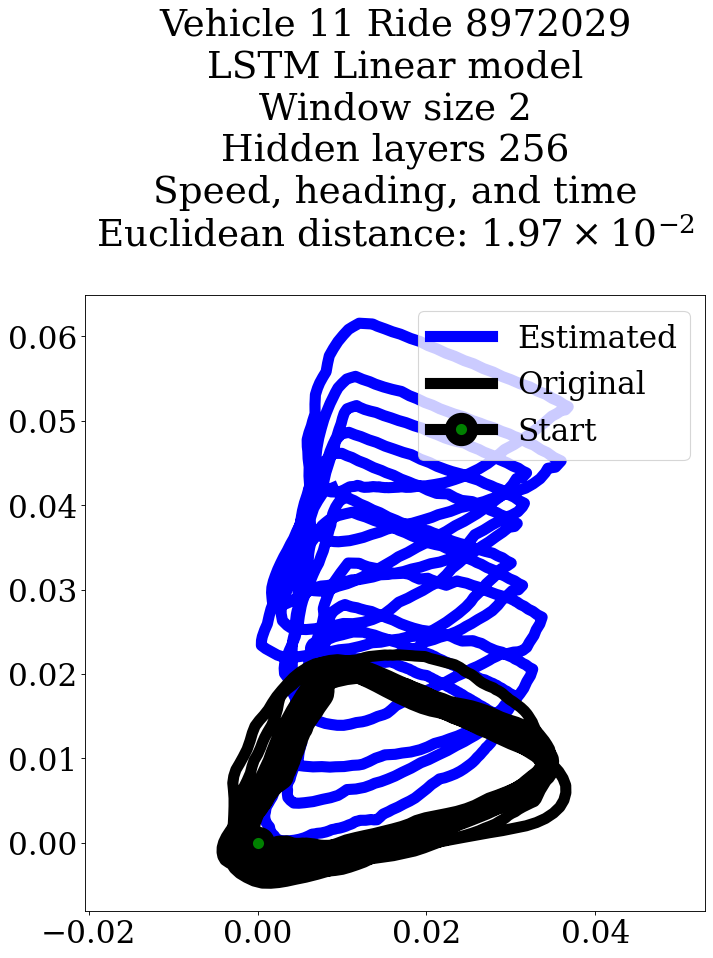 Vehicle 11 Ride 8972029
LSTM Linear model
Window size 2
Hidden layers 256
Speed, heading, and time
Euclidean distance: 1.97 × 10⁻²
Estimated
Original
Start
0.06
0.05
0.04
0.03
0.02
0.01
0.00
−0.02 0.00 0.02 0.04